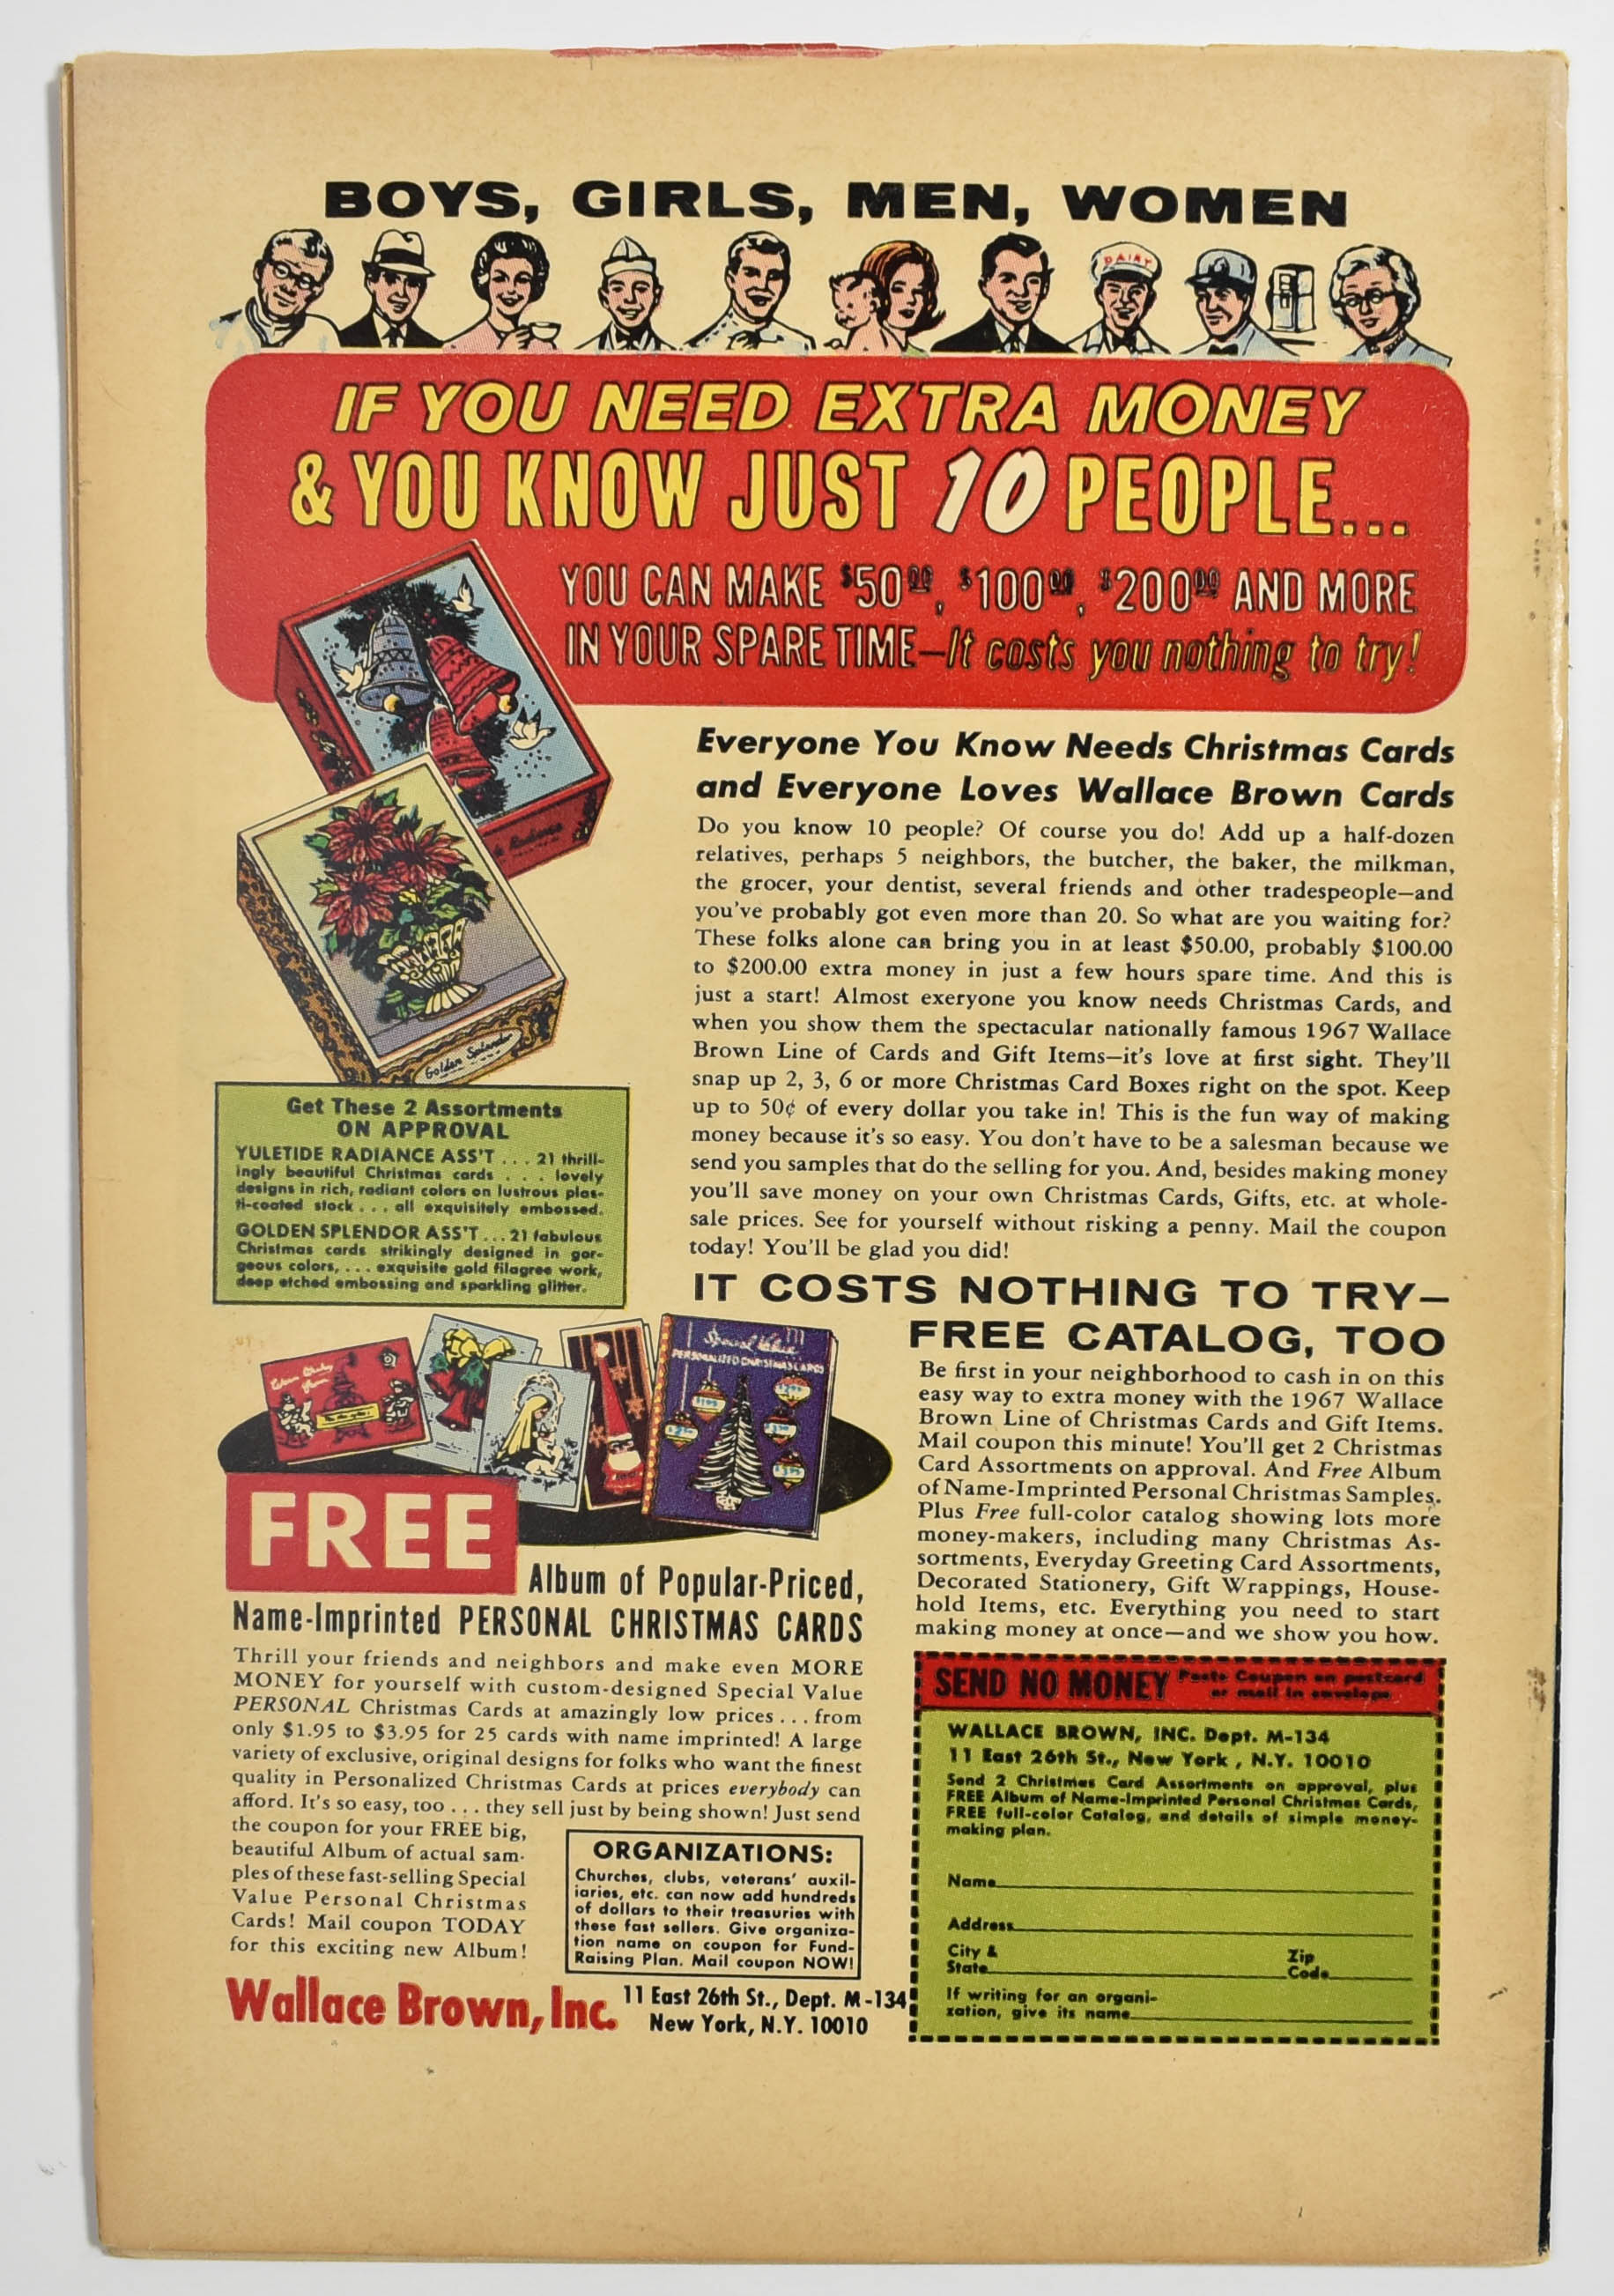 BOYS, GIRLS, MEN, WOMEN
DAIRY
IF YOU NEED EXTRA MONEY
& YOU KNOW JUST 10 PEOPLE...
YOU CAN MAKE $50⁰⁰, $100⁰⁰, $200⁰⁰ AND MORE
IN YOUR SPARE TIME—It costs you nothing to try!
Radiance
Golden Splendor
Everyone You Know Needs Christmas Cards
and Everyone Loves Wallace Brown Cards
Do you know 10 people? Of course you do! Add up a half-dozen
relatives, perhaps 5 neighbors, the butcher, the baker, the milkman,
the grocer, your dentist, several friends and other tradespeople—and
you've probably got even more than 20. So what are you waiting for?
These folks alone can bring you in at least $50.00, probably $100.00
to $200.00 extra money in just a few hours spare time. And this is
just a start! Almost exeryone you know needs Christmas Cards, and
when you show them the spectacular nationally famous 1967 Wallace
Brown Line of Cards and Gift Items—it's love at first sight. They'll
snap up 2, 3, 6 or more Christmas Card Boxes right on the spot. Keep
up to 50¢ of every dollar you take in! This is the fun way of making
money because it's so easy. You don't have to be a salesman because we
send you samples that do the selling for you. And, besides making money
you'll save money on your own Christmas Cards, Gifts, etc. at whole-
sale prices. See for yourself without risking a penny. Mail the coupon
today! You'll be glad you did!
Get These 2 Assortments
ON APPROVAL
YULETIDE RADIANCE ASS'T . . . 21 thrill-
ingly beautiful Christmas cards . . . lovely
designs in rich, radiant colors on lustrous plas-
ti-coated stock . . . all exquisitely embossed.
GOLDEN SPLENDOR ASS'T . . . 21 fabulous
Christmas cards strikingly designed in gor-
geous colors, . . . exquisite gold filagree work,
deep etched embossing and sparkling glitter.
IT COSTS NOTHING TO TRY—
FREE CATALOG, TOO
Be first in your neighborhood to cash in on this
easy way to extra money with the 1967 Wallace
Brown Line of Christmas Cards and Gift Items.
Mail coupon this minute! You'll get 2 Christmas
Card Assortments on approval. And Free Album
of Name-Imprinted Personal Christmas Samples.
Plus Free full-color catalog showing lots more
money-makers, including many Christmas As-
sortments, Everyday Greeting Card Assortments,
Decorated Stationery, Gift Wrappings, House-
hold Items, etc. Everything you need to start
making money at once—and we show you how.
Special Value
PERSONALIZED CHRISTMAS CARDS
FREE
Album of Popular-Priced,
Name-Imprinted PERSONAL CHRISTMAS CARDS
Thrill your friends and neighbors and make even MORE
MONEY for yourself with custom-designed Special Value
PERSONAL Christmas Cards at amazingly low prices . . . from
only $1.95 to $3.95 for 25 cards with name imprinted! A large
variety of exclusive, original designs for folks who want the finest
quality in Personalized Christmas Cards at prices everybody can
afford. It's so easy, too . . . they sell just by being shown! Just send
the coupon for your FREE big,
beautiful Album of actual sam-
ples of these fast-selling Special
Value Personal Christmas
Cards! Mail coupon TODAY
for this exciting new Album!
ORGANIZATIONS:
Churches, clubs, veterans' auxil-
iaries, etc. can now add hundreds
of dollars to their treasuries with
these fast sellers. Give organiza-
tion name on coupon for Fund-
Raising Plan. Mail coupon NOW!
Wallace Brown, Inc. 11 East 26th St., Dept. M-134
New York, N.Y. 10010
SEND NO MONEY Paste Coupon on postcard
or mail in envelope
WALLACE BROWN, INC. Dept. M-134
11 East 26th St., New York , N.Y. 10010
Send 2 Christmas Card Assortments on approval, plus
FREE Album of Name-Imprinted Personal Christmas Cards,
FREE full-color Catalog, and details of simple money-
making plan.
Name
Address
City &
State Zip
Code
If writing for an organi-
zation, give its name